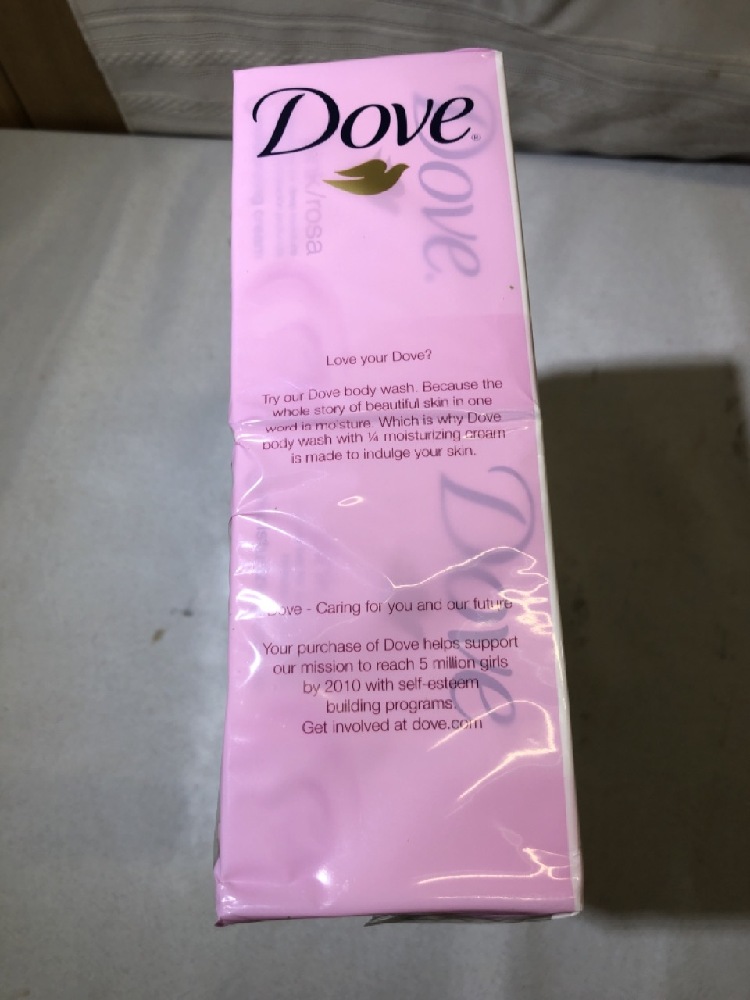 Dove®
Dove
/rosa
Love your Dove?
Try our Dove body wash. Because the
whole story of beautiful skin in one
word is moisture. Which is why Dove
body wash with ¼ moisturizing cream
is made to indulge your skin.
Dove
Dove - Caring for you and our future
Your purchase of Dove helps support
our mission to reach 5 million girls
by 2010 with self-esteem
building programs.
Get involved at dove.com